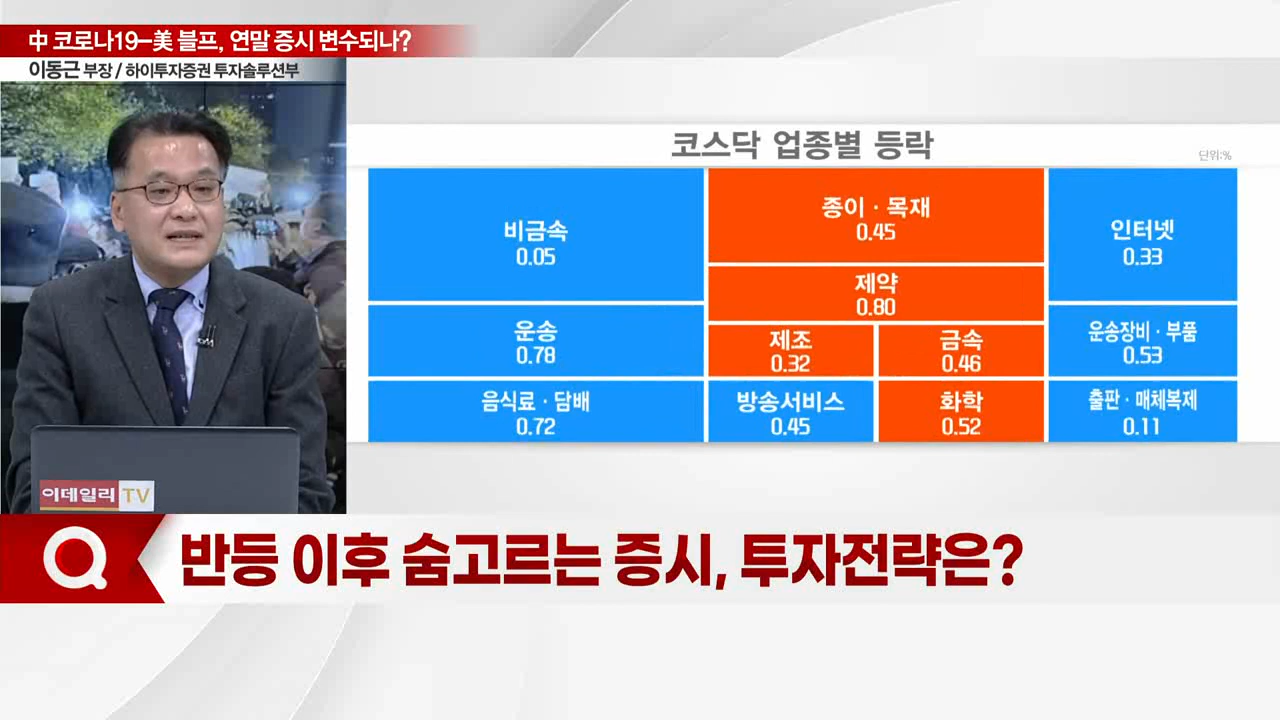 中 코로나19-美 블프, 연말 증시 변수되나?
이동근 부장 / 하이투자증권 투자솔루션부
코스닥 업종별 등락
단위:%
비금속
0.05
종이·목재
0.45
인터넷
0.33
제약
0.80
운송
0.78
제조
0.32
금속
0.46
운송장비·부품
0.53
음식료·담배
0.72
방송서비스
0.45
화학
0.52
출판·매체복제
0.11
이데일리 TV
Q 반등 이후 숨고르는 증시, 투자전략은?